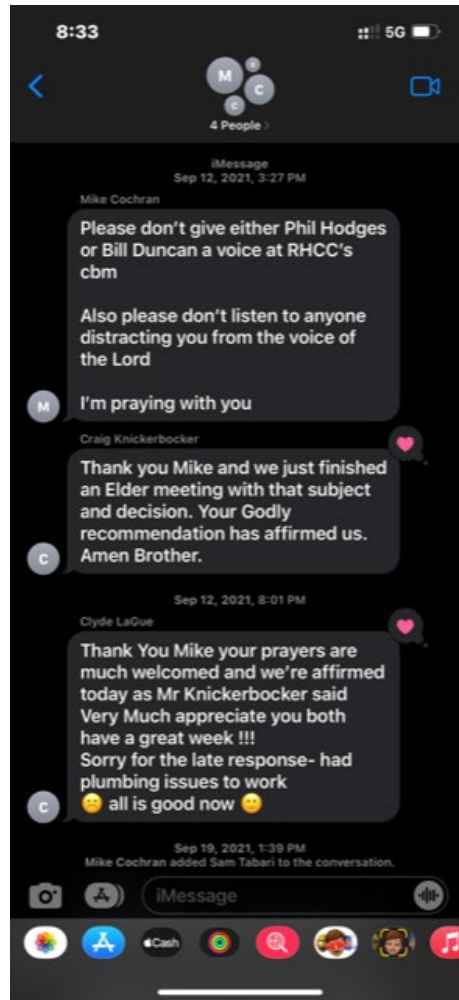 8:33
5G
M
C
C
4 People
iMessage
Sep 12, 2021, 3:27 PM
Mike Cochran
Please don't give either Phil Hodges
or Bill Duncan a voice at RHCC's
cbm
Also please don't listen to anyone
distracting you from the voice of
the Lord
I'm praying with you
M
Craig Knickerbocker
Thank you Mike and we just finished
an Elder meeting with that subject
and decision. Your Godly
recommendation has affirmed us.
Amen Brother.
C
Sep 12, 2021, 8:01 PM
Clyde LaGue
Thank You Mike your prayers are
much welcomed and we're affirmed
today as Mr Knickerbocker said
Very Much appreciate you both
have a great week !!!
Sorry for the late response- had
plumbing issues to work
☹️ all is good now 🙂
C
Sep 19, 2021, 1:39 PM
Mike Cochran added Sam Tabari to the conversation.
iMessage
Cash